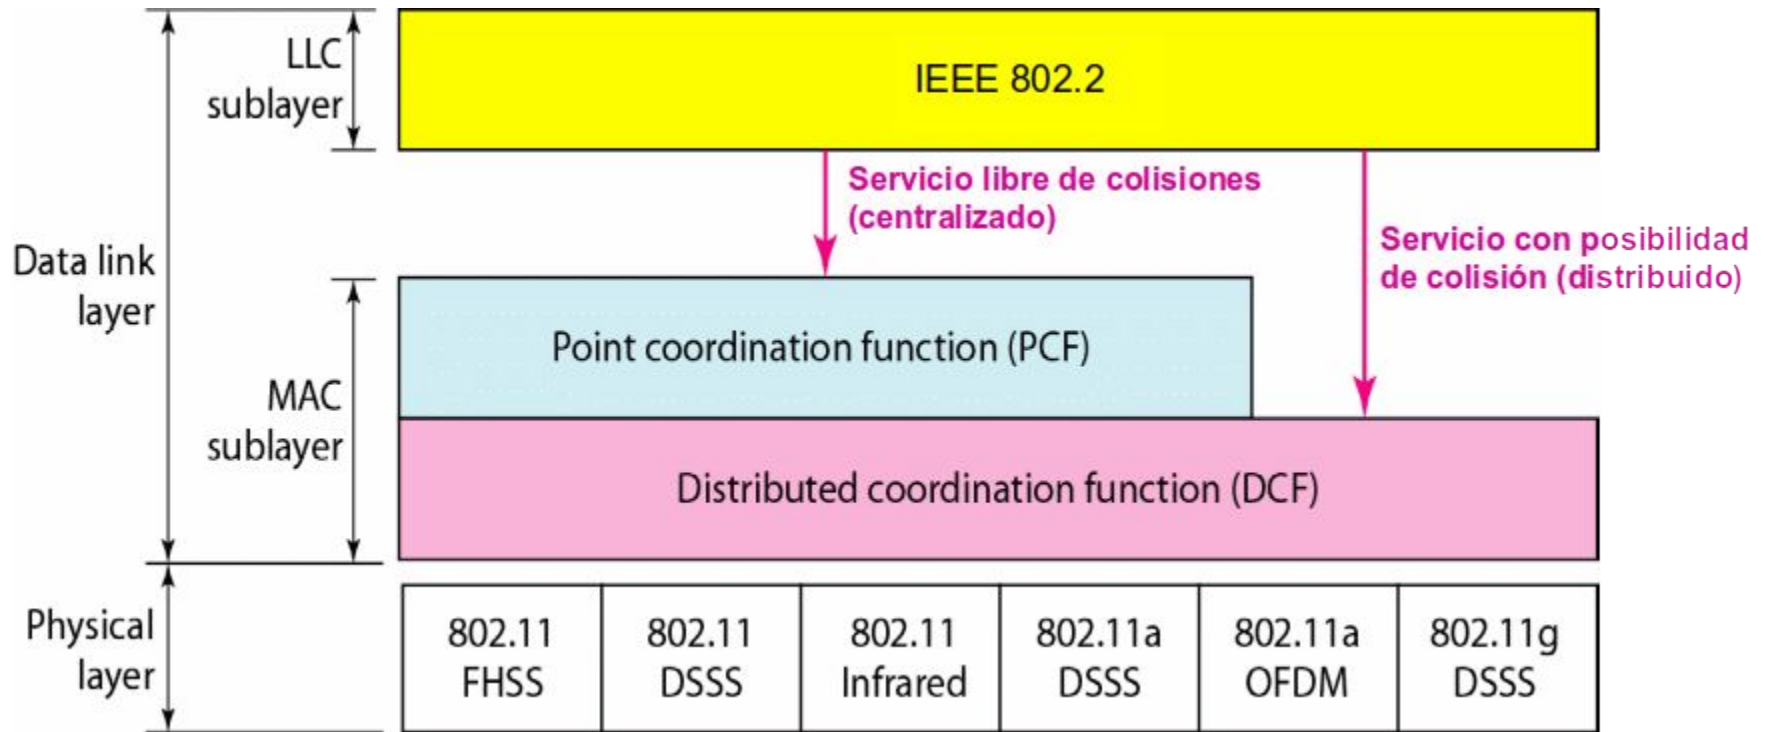 LLC
sublayer
IEEE 802.2
Servicio libre de colisiones
(centralizado)
Servicio con posibilidad
de colisión (distribuido)
Data link
layer
Point coordination function (PCF)
MAC
sublayer
Distributed coordination function (DCF)
Physical
layer
802.11
FHSS
802.11
DSSS
802.11
Infrared
802.11a
DSSS
802.11a
OFDM
802.11g
DSSS